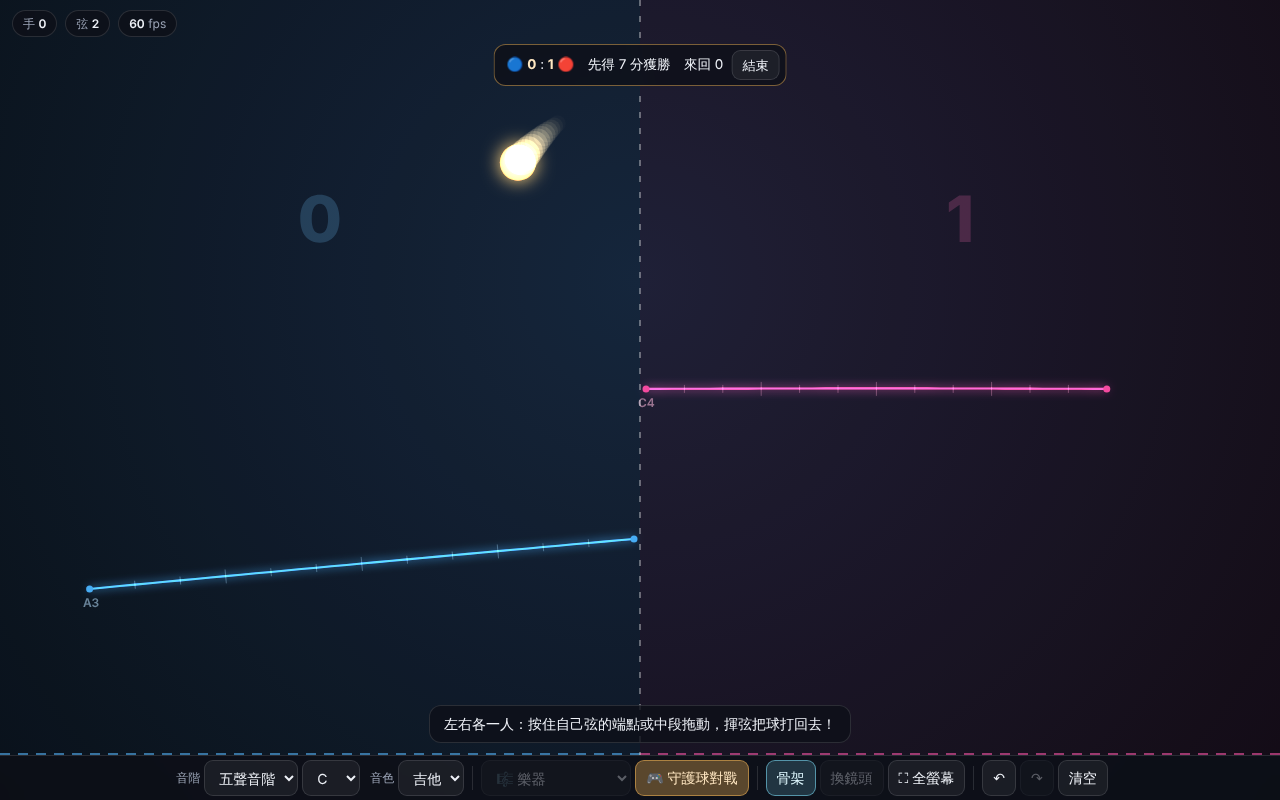 手 0 弦 2 60 fps
0 : 1 先得 7 分獲勝 來回 0 結束
0 1
C4
A3
左右各一人：按住自己弦的端點或中段拖動，揮弦把球打回去！
音階 五聲音階 C 音色 吉他 樂器 守護球對戰 骨架 換鏡頭 全螢幕 清空